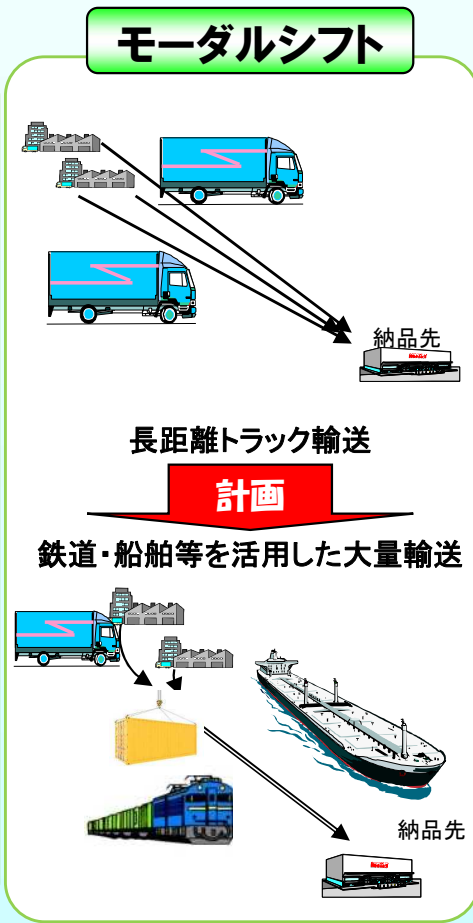 モーダルシフト
納品先
長距離トラック輸送
計画
鉄道・船舶等を活用した大量輸送
納品先